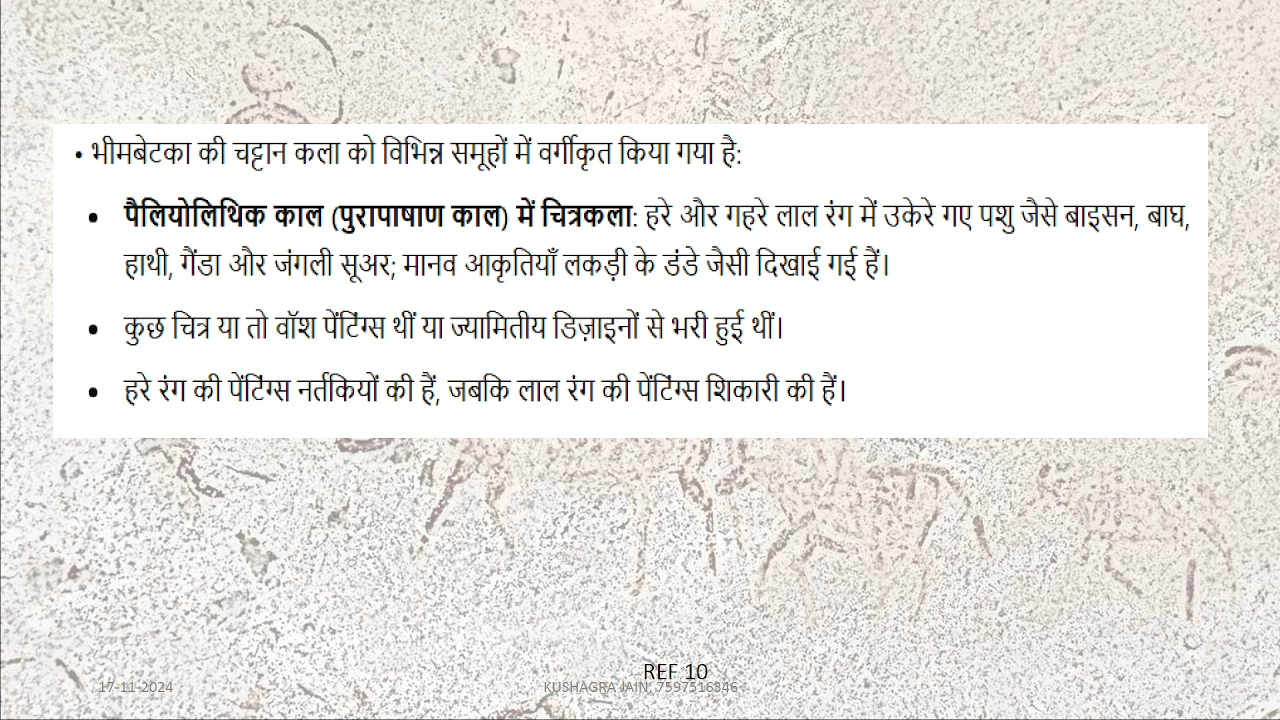 • भीमबेटका की चट्टान कला को विभिन्न समूहों में वर्गीकृत किया गया है:
• पैलियोलिथिक काल (पुरापाषाण काल) में चित्रकला: हरे और गहरे लाल रंग में उकेरे गए पशु जैसे बाइसन, बाघ,
हाथी, गैंडा और जंगली सूअर; मानव आकृतियाँ लकड़ी के डंडे जैसी दिखाई गई हैं।
• कुछ चित्र या तो वॉश पेंटिंग्स थीं या ज्यामितीय डिज़ाइनों से भरी हुई थीं।
• हरे रंग की पेंटिंग्स नर्तकियों की हैं, जबकि लाल रंग की पेंटिंग्स शिकारी की हैं।
REF 10
17-11-2024
KUSHAGRA JAIN, 7597516346